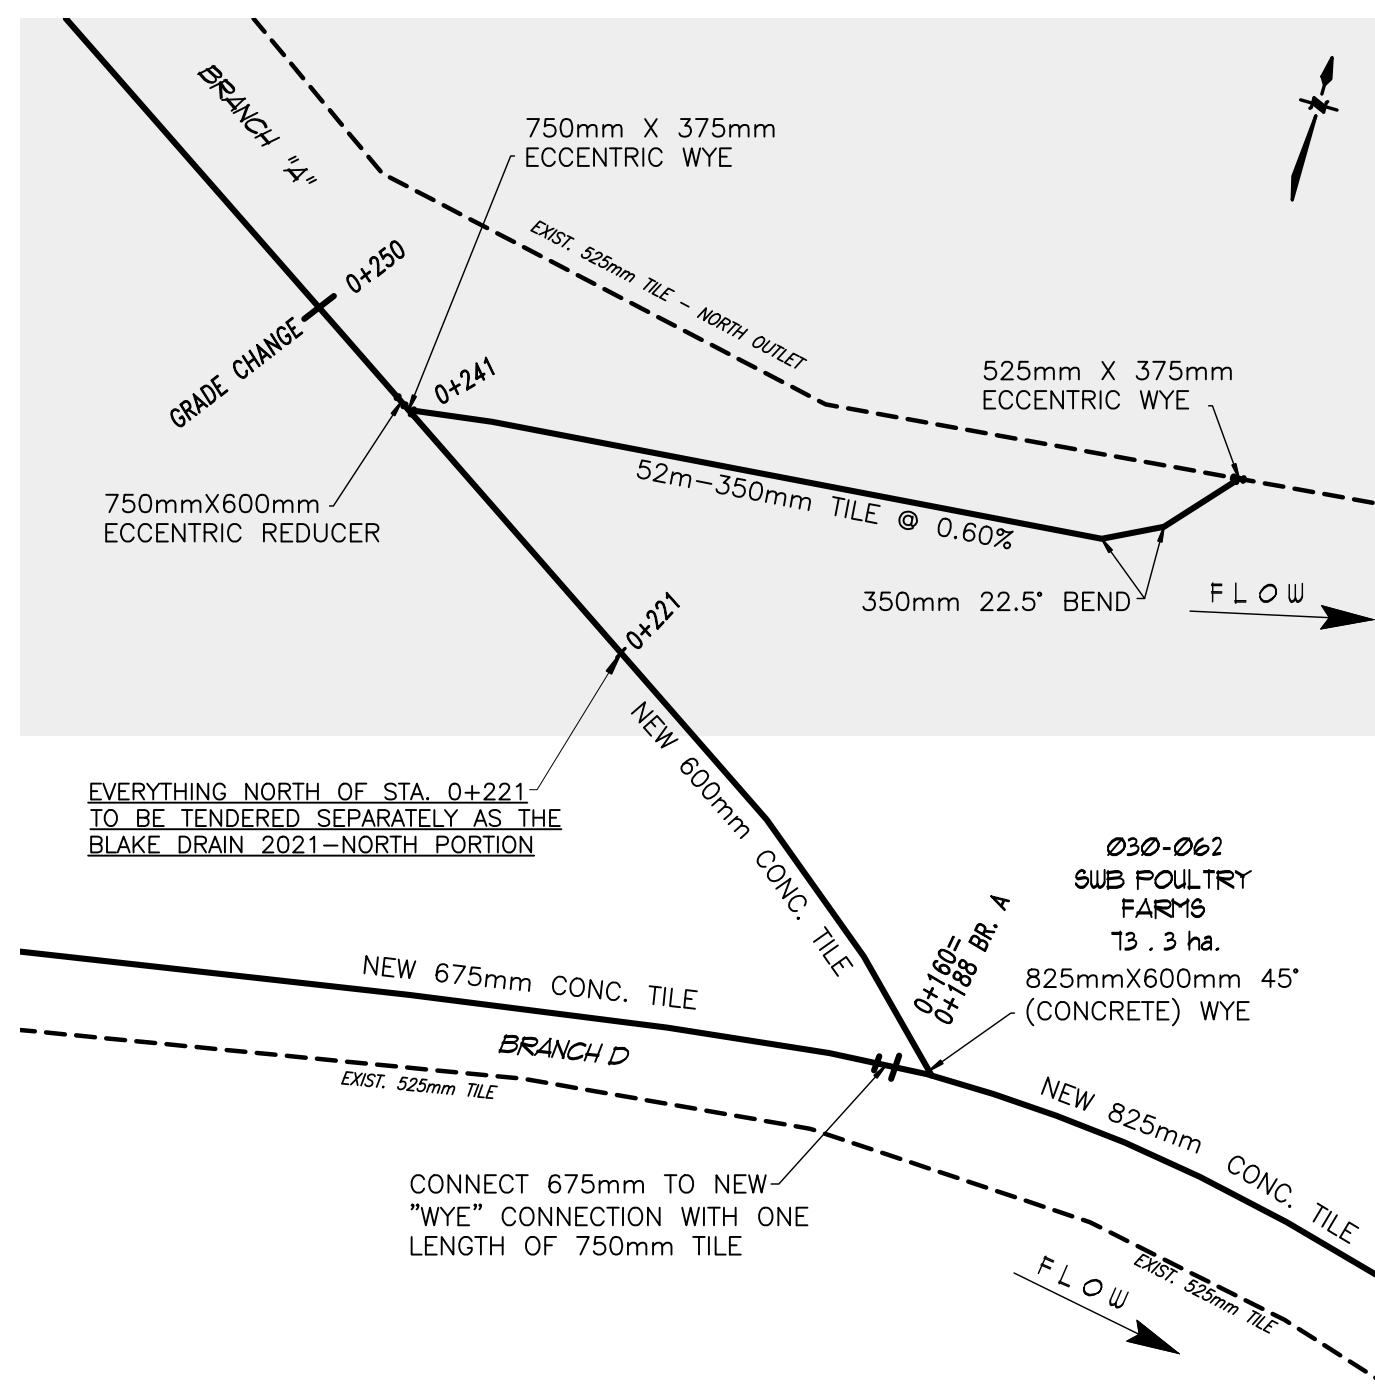 BRANCH "A"
750mm X 375mm
ECCENTRIC WYE
N
EXIST. 525mm TILE - NORTH OUTLET
0+250
GRADE CHANGE
0+241
525mm X 375mm
ECCENTRIC WYE
52m-350mm TILE @ 0.60%
750mmX600mm
ECCENTRIC REDUCER
350mm 22.5° BEND
FLOW
0+221
NEW 600mm CONC. TILE
EVERYTHING NORTH OF STA. 0+221
TO BE TENDERED SEPARATELY AS THE
BLAKE DRAIN 2021-NORTH PORTION
030-062
SWB POULTRY
FARMS
73.3 ha.
0+160=
0+188 BR. A
825mmX600mm 45°
(CONCRETE) WYE
NEW 675mm CONC. TILE
BRANCH D
EXIST. 525mm TILE
NEW 825mm CONC. TILE
CONNECT 675mm TO NEW
"WYE" CONNECTION WITH ONE
LENGTH OF 750mm TILE
FLOW
EXIST. 525mm TILE